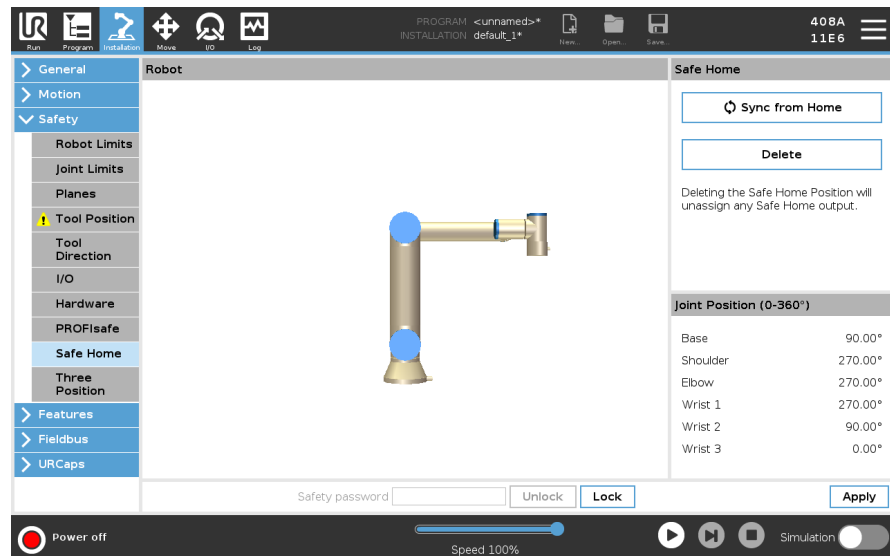 PROGRAM <unnamed>*
INSTALLATION default_1*
Run
Program
Installation
Move
I/O
Log
New...
Open...
Save...
408A
11E6
General
Motion
Safety
Robot Limits
Joint Limits
Planes
Tool Position
Tool
Direction
I/O
Hardware
PROFIsafe
Safe Home
Three
Position
Features
Fieldbus
URCaps
Robot
Safe Home
Sync from Home
Delete
Deleting the Safe Home Position will
unassign any Safe Home output.
Joint Position (0-360°)
Base 90.00°
Shoulder 270.00°
Elbow 270.00°
Wrist 1 270.00°
Wrist 2 90.00°
Wrist 3 0.00°
Safety password
Unlock
Lock
Apply
Power off
Speed 100%
Simulation